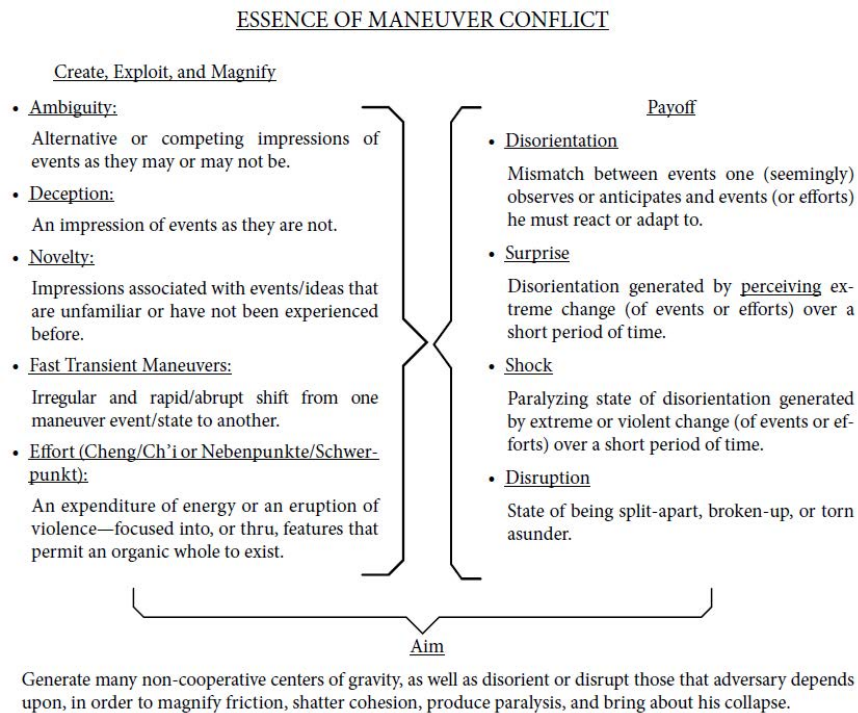 ESSENCE OF MANEUVER CONFLICT
Create, Exploit, and Magnify
• Ambiguity:
Alternative or competing impressions of
events as they may or may not be.
• Deception:
An impression of events as they are not.
• Novelty:
Impressions associated with events/ideas that
are unfamiliar or have not been experienced
before.
• Fast Transient Maneuvers:
Irregular and rapid/abrupt shift from one
maneuver event/state to another.
• Effort (Cheng/Ch’i or Nebenpunkte/Schwer-
punkt):
An expenditure of energy or an eruption of
violence—focused into, or thru, features that
permit an organic whole to exist.
Payoff
• Disorientation
Mismatch between events one (seemingly)
observes or anticipates and events (or efforts)
he must react or adapt to.
• Surprise
Disorientation generated by perceiving ex-
treme change (of events or efforts) over a
short period of time.
• Shock
Paralyzing state of disorientation generated
by extreme or violent change (of events or ef-
forts) over a short period of time.
• Disruption
State of being split-apart, broken-up, or torn
asunder.
Aim
Generate many non-cooperative centers of gravity, as well as disorient or disrupt those that adversary depends
upon, in order to magnify friction, shatter cohesion, produce paralysis, and bring about his collapse.